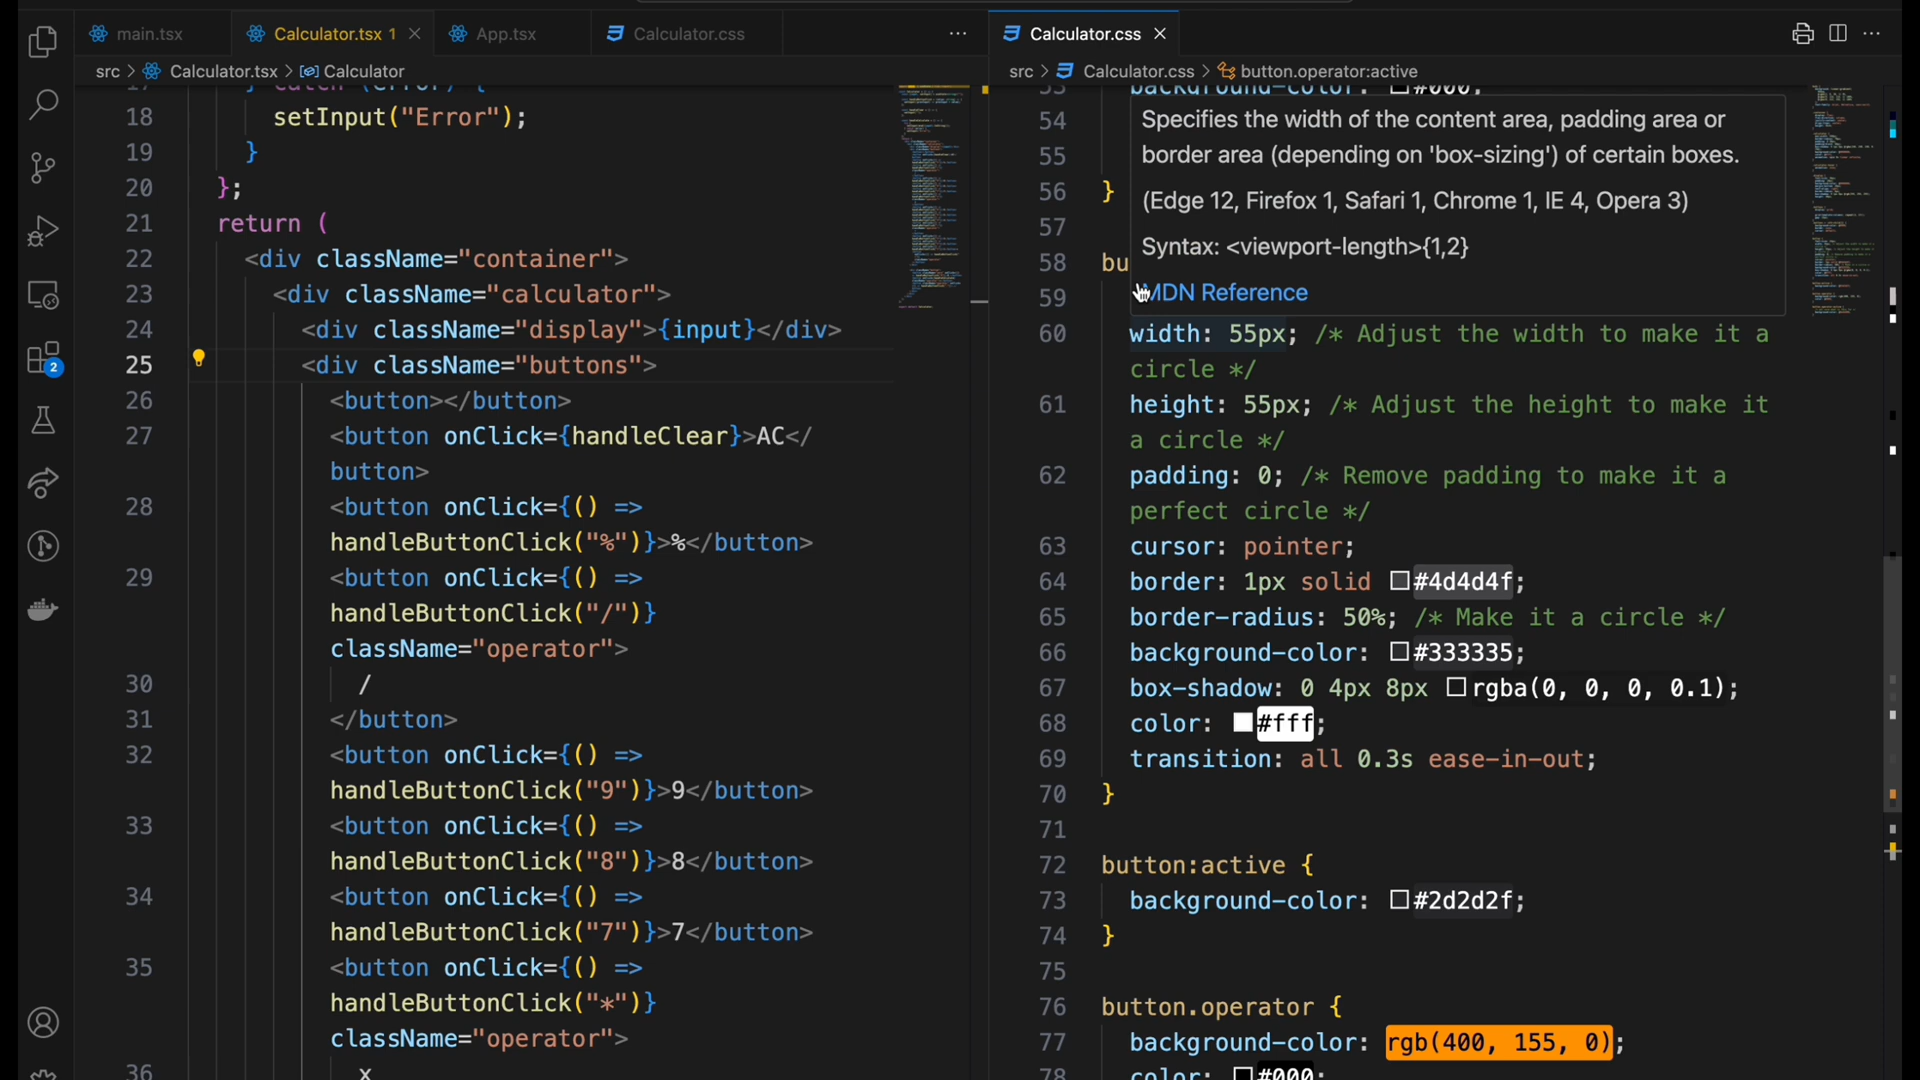 main.tsx
Calculator.tsx 1
App.tsx
Calculator.css
src > Calculator.tsx > Calculator
18 setInput("Error");
19 }
20 };
21 return (
22 <div className="container">
23 <div className="calculator">
24 <div className="display">{input}</div>
25 <div className="buttons">
26 <button></button>
27 <button onClick={handleClear}>AC</
button>
28 <button onClick={() =>
handleButtonClick("%")}>%</button>
29 <button onClick={() =>
handleButtonClick("/")}
className="operator">
30 /
31 </button>
32 <button onClick={() =>
handleButtonClick("9")}>9</button>
33 <button onClick={() =>
handleButtonClick("8")}>8</button>
34 <button onClick={() =>
handleButtonClick("7")}>7</button>
35 <button onClick={() =>
handleButtonClick("*")}
className="operator">
36 x
2
Calculator.css
src > Calculator.css > button.operator:active
53 background-color: #000;
54
55
56 }
57
58 bu
59
Specifies the width of the content area, padding area or
border area (depending on 'box-sizing') of certain boxes.
(Edge 12, Firefox 1, Safari 1, Chrome 1, IE 4, Opera 3)
Syntax: <viewport-length>{1,2}
MDN Reference
60 width: 55px; /* Adjust the width to make it a
circle */
61 height: 55px; /* Adjust the height to make it
a circle */
62 padding: 0; /* Remove padding to make it a
perfect circle */
63 cursor: pointer;
64 border: 1px solid #4d4d4f;
65 border-radius: 50%; /* Make it a circle */
66 background-color: #333335;
67 box-shadow: 0 4px 8px rgba(0, 0, 0, 0.1);
68 color: #fff;
69 transition: all 0.3s ease-in-out;
70 }
71
72 button:active {
73 background-color: #2d2d2f;
74 }
75
76 button.operator {
77 background-color: rgb(400, 155, 0);
78 color: #000;